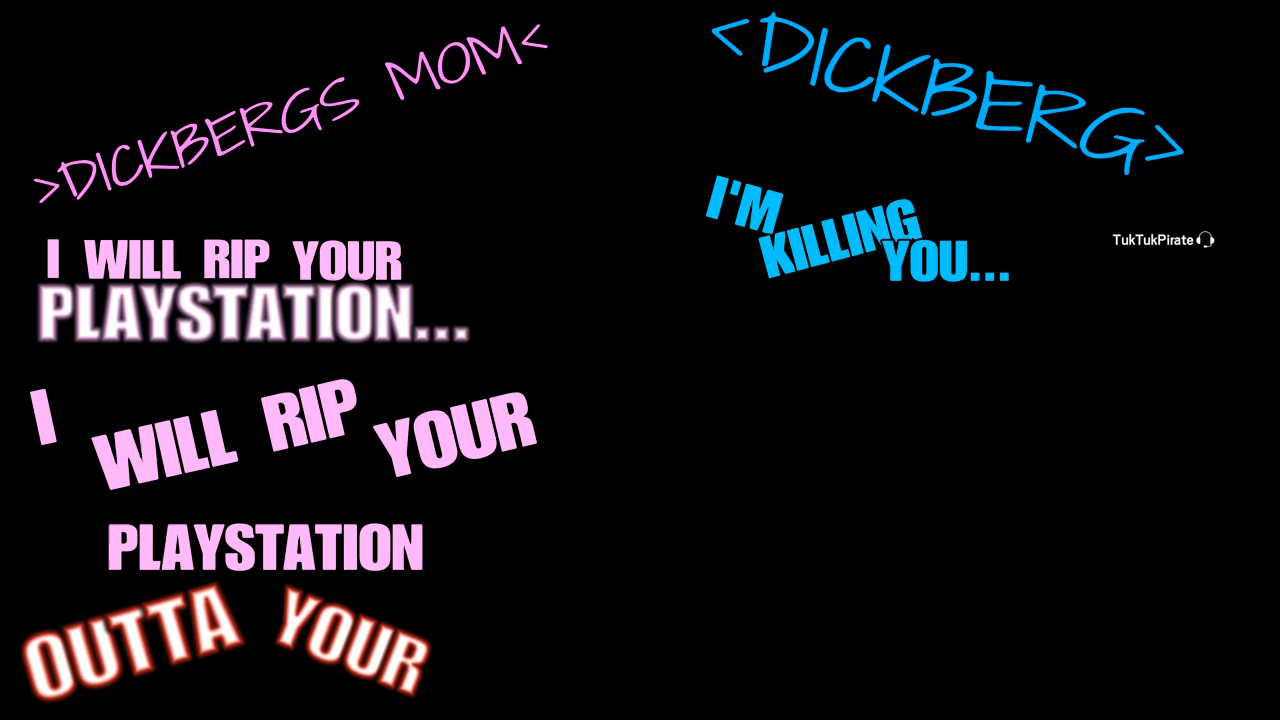 >DICKBERGS MOM<
I WILL RIP YOUR
PLAYSTATION...
I WILL RIP YOUR
PLAYSTATION
OUTTA YOUR
<DICKBERG>
I'M
KILLING
YOU...
TukTukPirate